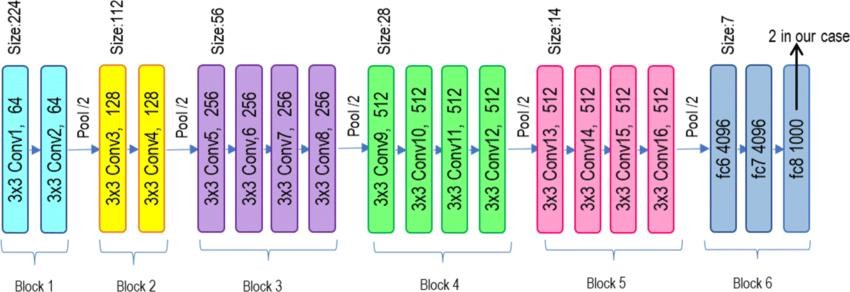 Size:224
Size:112
Size:56
Size:28
Size:14
Size:7
2 in our case
3x3 Conv1, 64
3x3 Conv2, 64
Pool /2
3x3 Conv3, 128
3x3 Conv4, 128
Pool /2
3x3 Conv5, 256
3x3 Conv,6 256
3x3 Conv7, 256
3x3 Conv8, 256
Pool /2
3x3 Conv9, 512
3x3 Conv10, 512
3x3 Conv11, 512
3x3 Conv12, 512
Pool /2
3x3 Conv13, 512
3x3 Conv14, 512
3x3 Conv15, 512
3x3 Conv16, 512
Pool /2
fc6 4096
fc7 4096
fc8 1000
Block 1
Block 2
Block 3
Block 4
Block 5
Block 6